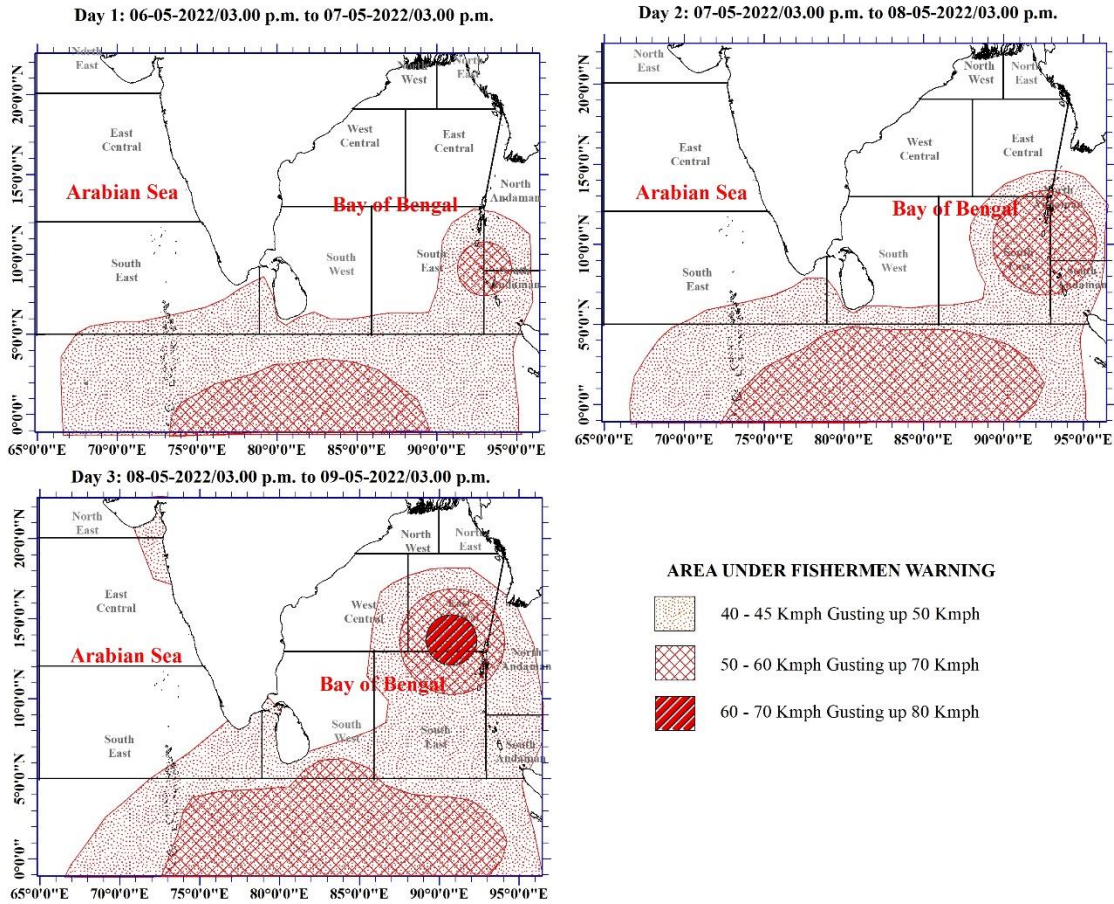 Day 1: 06-05-2022/03.00 p.m. to 07-05-2022/03.00 p.m.
North
East
West
North
East
20°0'0"N
15°0'0"N
10°0'0"N
5°0'0"N
0°0'0"
East
Central
West
Central
East
Central
Arabian Sea
Bay of Bengal
North
Andaman
South
East
South
West
South
East
South
Andaman
65°0'0"E 70°0'0"E 75°0'0"E 80°0'0"E 85°0'0"E 90°0'0"E 95°0'0"E
Day 2: 07-05-2022/03.00 p.m. to 08-05-2022/03.00 p.m.
North
East
North
West
North
East
20°0'0"N
15°0'0"N
10°0'0"N
5°0'0"N
0°0'0"
East
Central
West
Central
East
Central
Arabian Sea
Bay of Bengal
South
East
South
West
South
East
South
Andaman
65°0'0"E 70°0'0"E 75°0'0"E 80°0'0"E 85°0'0"E 90°0'0"E 95°0'0"E
Day 3: 08-05-2022/03.00 p.m. to 09-05-2022/03.00 p.m.
North
East
North
West
North
East
20°0'0"N
15°0'0"N
10°0'0"N
5°0'0"N
0°0'0"
East
Central
West
Central
East
Arabian Sea
Bay of Bengal
North
Andaman
South
East
South
West
South
East
South
Andaman
65°0'0"E 70°0'0"E 75°0'0"E 80°0'0"E 85°0'0"E 90°0'0"E 95°0'0"E
AREA UNDER FISHERMEN WARNING
40 - 45 Kmph Gusting up 50 Kmph
50 - 60 Kmph Gusting up 70 Kmph
60 - 70 Kmph Gusting up 80 Kmph